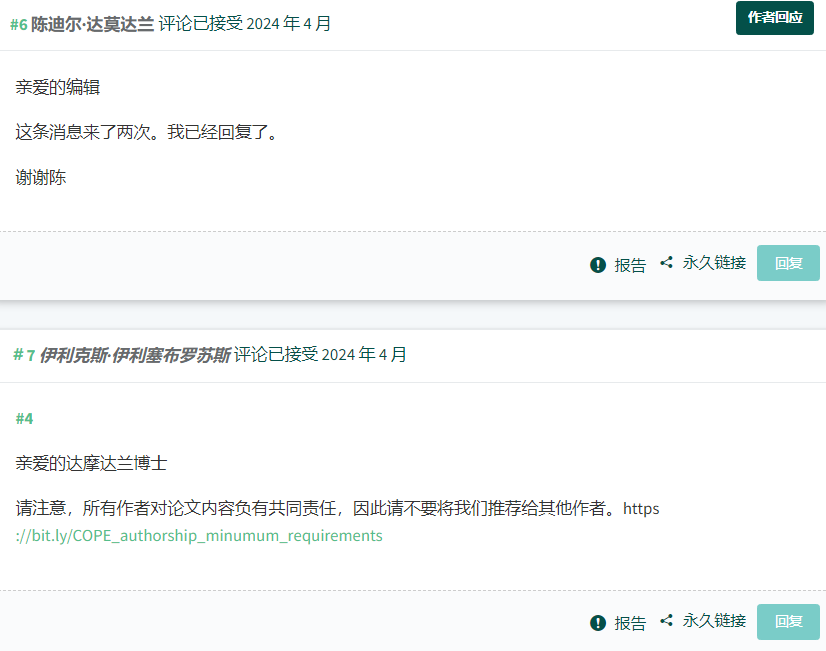 #6 陈迪尔·达莫达兰 评论已接受 2024 年 4 月
作者回应
亲爱的编辑
这条消息来了两次。我已经回复了。
谢谢陈
报告 永久链接 回复
# 7 伊利克斯·伊利塞布罗苏斯 评论已接受 2024 年 4 月
#4
亲爱的达摩达兰博士
请注意，所有作者对论文内容负有共同责任，因此请不要将我们推荐给其他作者。https
://bit.ly/COPE_authorship_minumum_requirements
报告 永久链接 回复